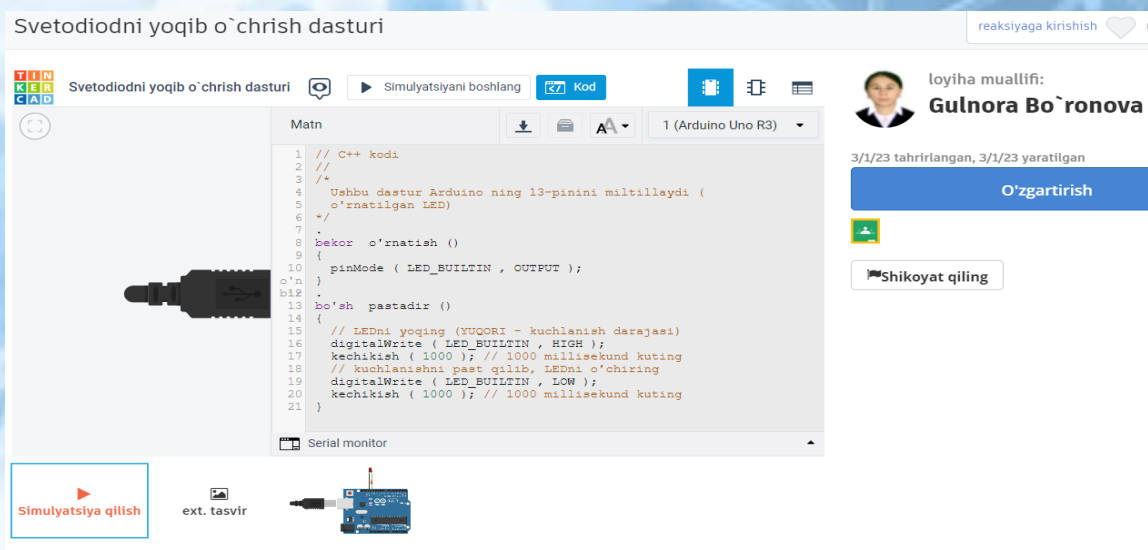 Svetodiodni yoqib o`chrish dasturi
reaksiyaga kirishish
TIN
KER
CAD
Svetodiodni yoqib o`chrish dasturi
Simulyatsiyani boshlang
Kod
loyiha muallifi:
Gulnora Bo`ronova
Matn
AA
1 (Arduino Uno R3)
3/1/23 tahrirlangan, 3/1/23 yaratilgan
O'zgartirish
Shikoyat qiling
1 // C++ kodi
2 //
3 /*
4 Ushbu dastur Arduino ning 13-pinini miltillaydi (
5 o'rnatilgan LED)
6 */
7 .
8 bekor o'rnatish ()
9 {
10 pinMode ( LED_BUILTIN , OUTPUT );
o'n }
.
13 bo'sh pastadir ()
14 {
15 // LEDni yoqing (YUQORI - kuchlanish darajasi)
16 digitalWrite ( LED_BUILTIN , HIGH );
17 kechikish ( 1000 ); // 1000 millisekund kuting
18 // kuchlanishni past qilib, LEDni o'chiring
19 digitalWrite ( LED_BUILTIN , LOW );
20 kechikish ( 1000 ); // 1000 millisekund kuting
21 }
Serial monitor
Simulyatsiya qilish
ext. tasvir